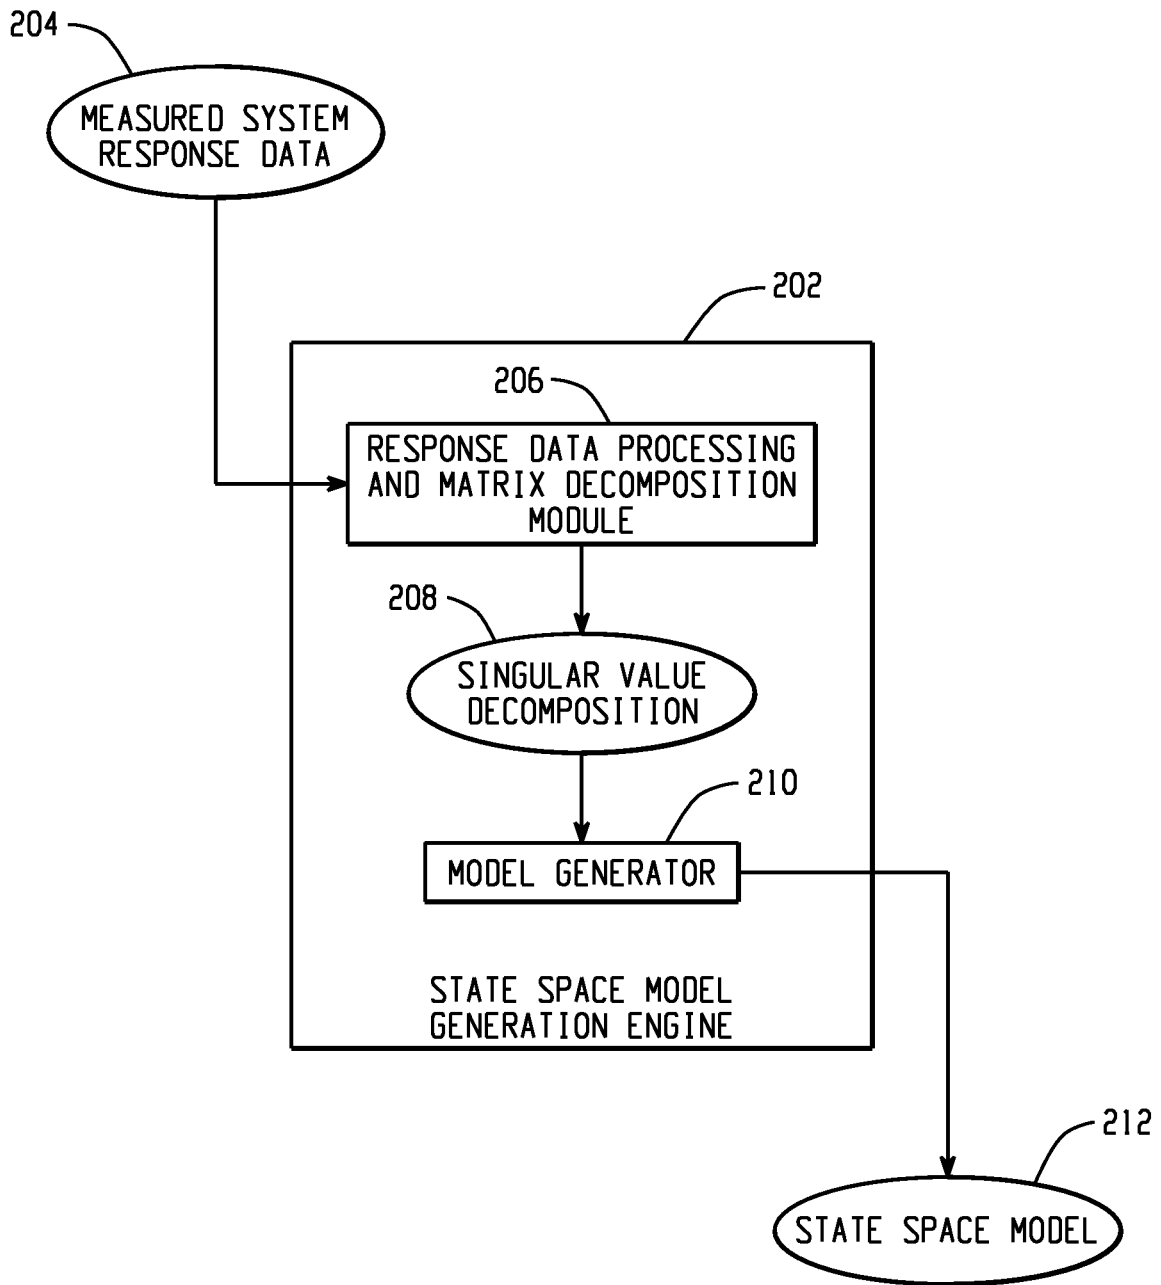 204
MEASURED SYSTEM
RESPONSE DATA
202
206
RESPONSE DATA PROCESSING
AND MATRIX DECOMPOSITION
MODULE
208
SINGULAR VALUE
DECOMPOSITION
210
MODEL GENERATOR
STATE SPACE MODEL
GENERATION ENGINE
212
STATE SPACE MODEL